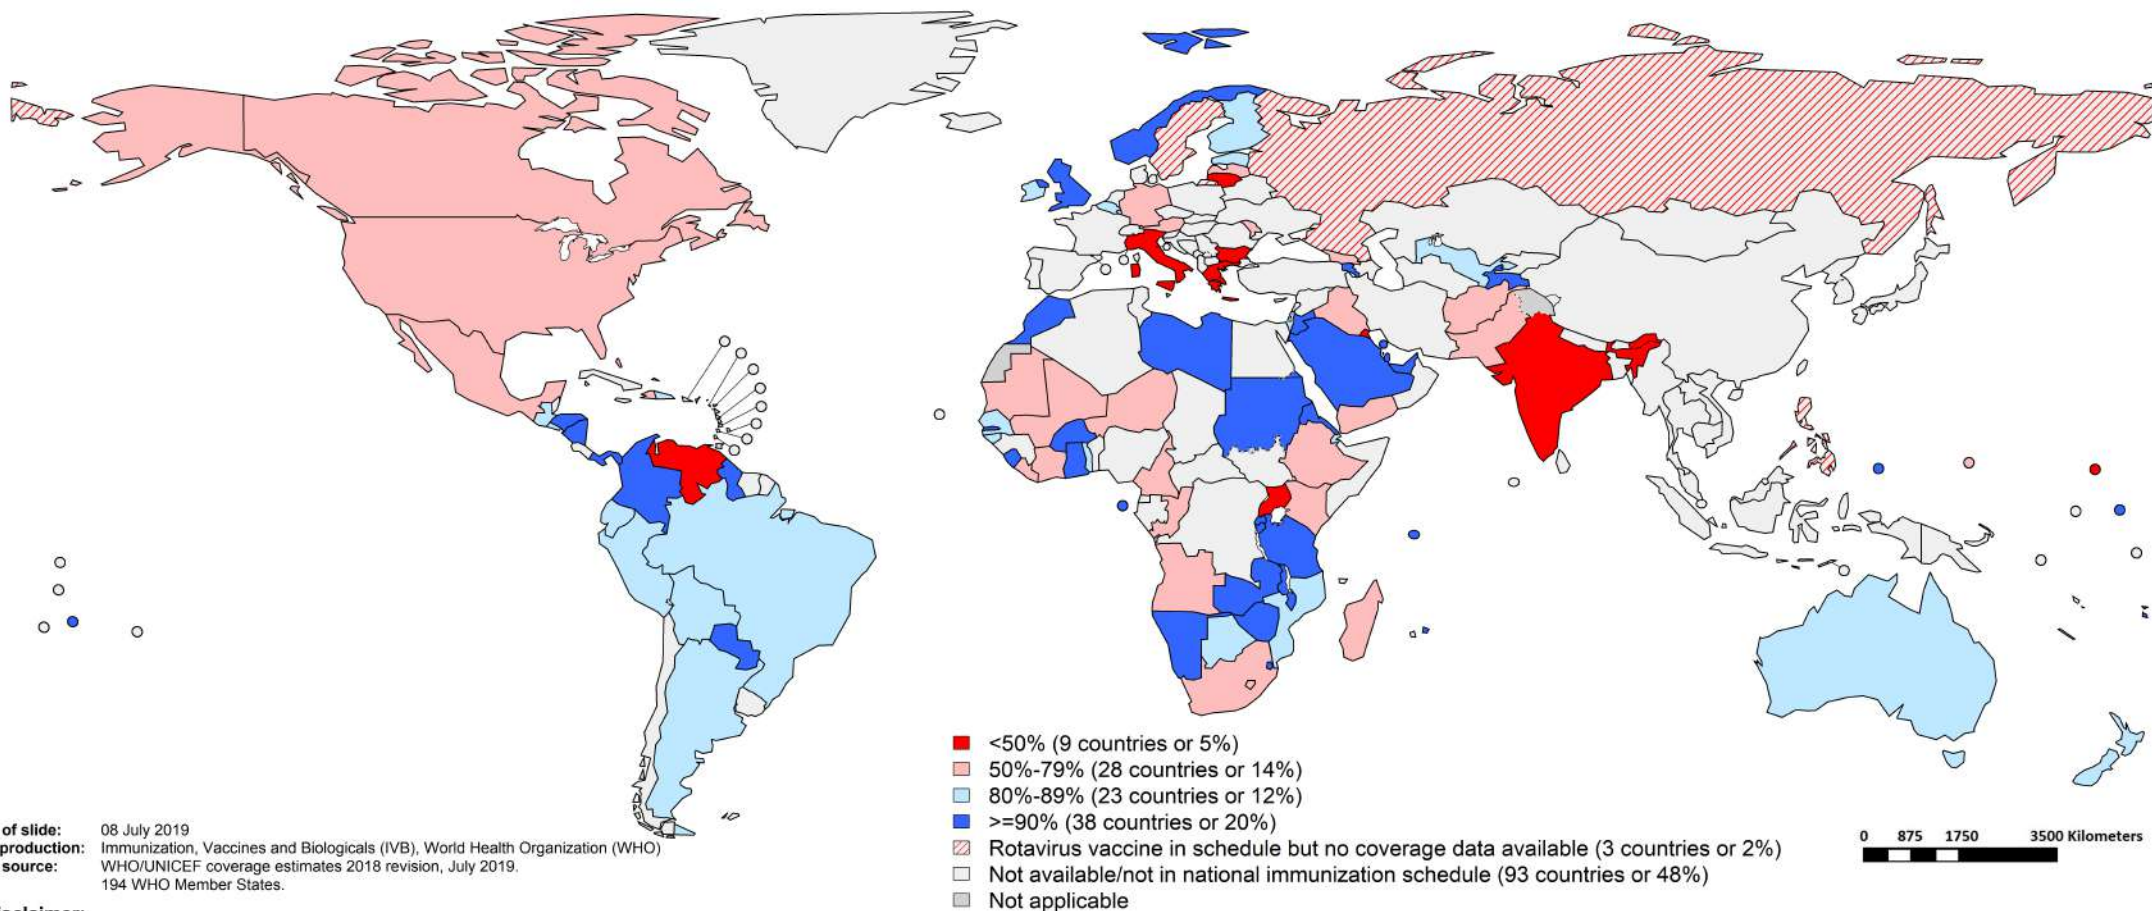 <50% (9 countries or 5%)
50%-79% (28 countries or 14%)
80%-89% (23 countries or 12%)
>=90% (38 countries or 20%)
Rotavirus vaccine in schedule but no coverage data available (3 countries or 2%)
Not available/not in national immunization schedule (93 countries or 48%)
Not applicable
0 875 1750 3500 Kilometers
of slide: 08 July 2019
production: Immunization, Vaccines and Biologicals (IVB), World Health Organization (WHO)
source: WHO/UNICEF coverage estimates 2018 revision, July 2019.
194 WHO Member States.